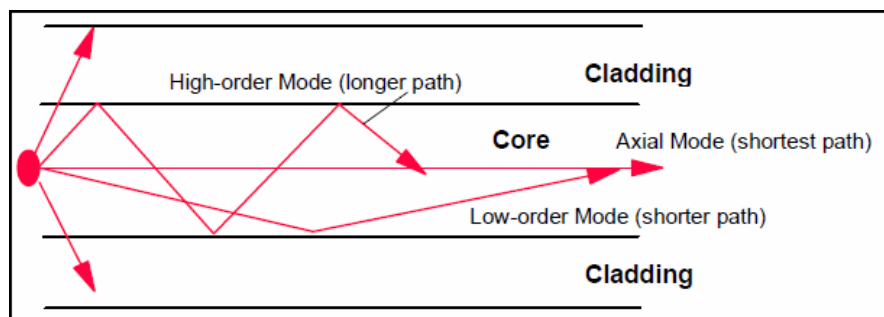 Cladding
High-order Mode (longer path)
Core
Axial Mode (shortest path)
Low-order Mode (shorter path)
Cladding